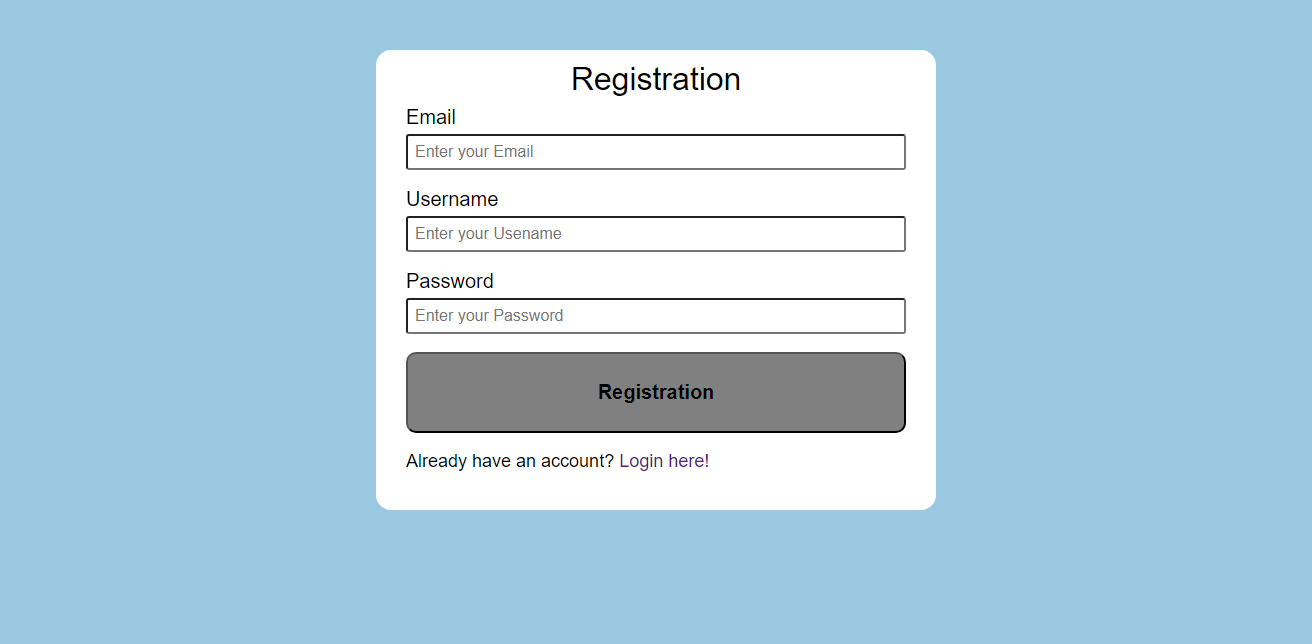 Registration
Email
Enter your Email
Username
Enter your Usename
Password
Enter your Password
Registration
Already have an account? Login here!